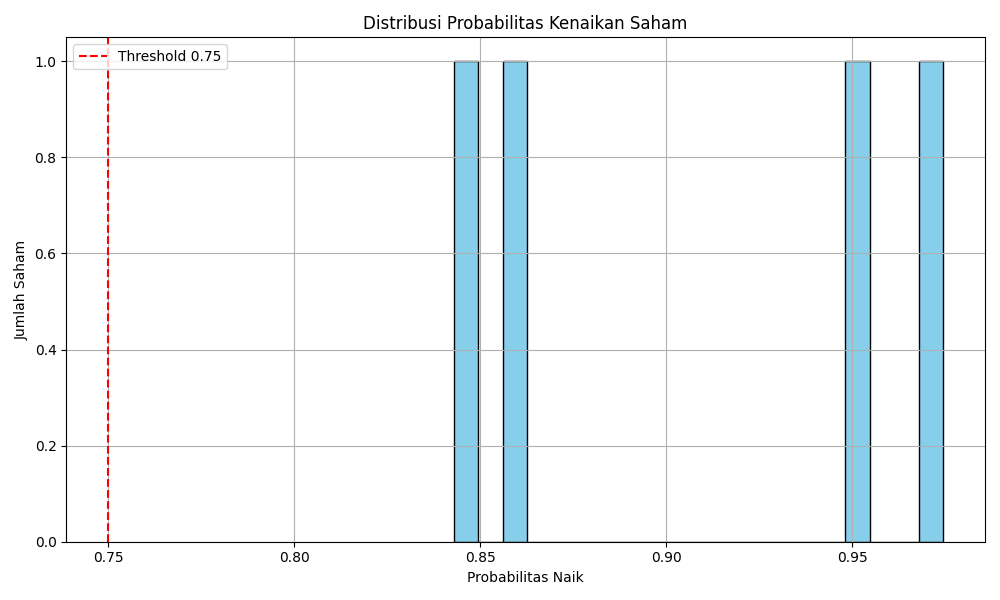 Distribusi Probabilitas Kenaikan Saham
Threshold 0.75
Jumlah Saham
1.0
0.8
0.6
0.4
0.2
0.0
0.75 0.80 0.85 0.90 0.95
Probabilitas Naik